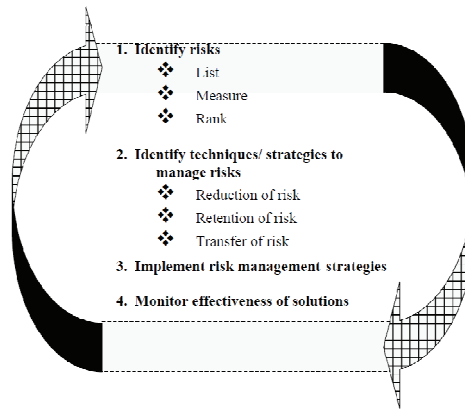 1. Identify risks
❖ List
❖ Measure
❖ Rank
2. Identify techniques/ strategies to
manage risks
❖ Reduction of risk
❖ Retention of risk
❖ Transfer of risk
3. Implement risk management strategies
4. Monitor effectiveness of solutions